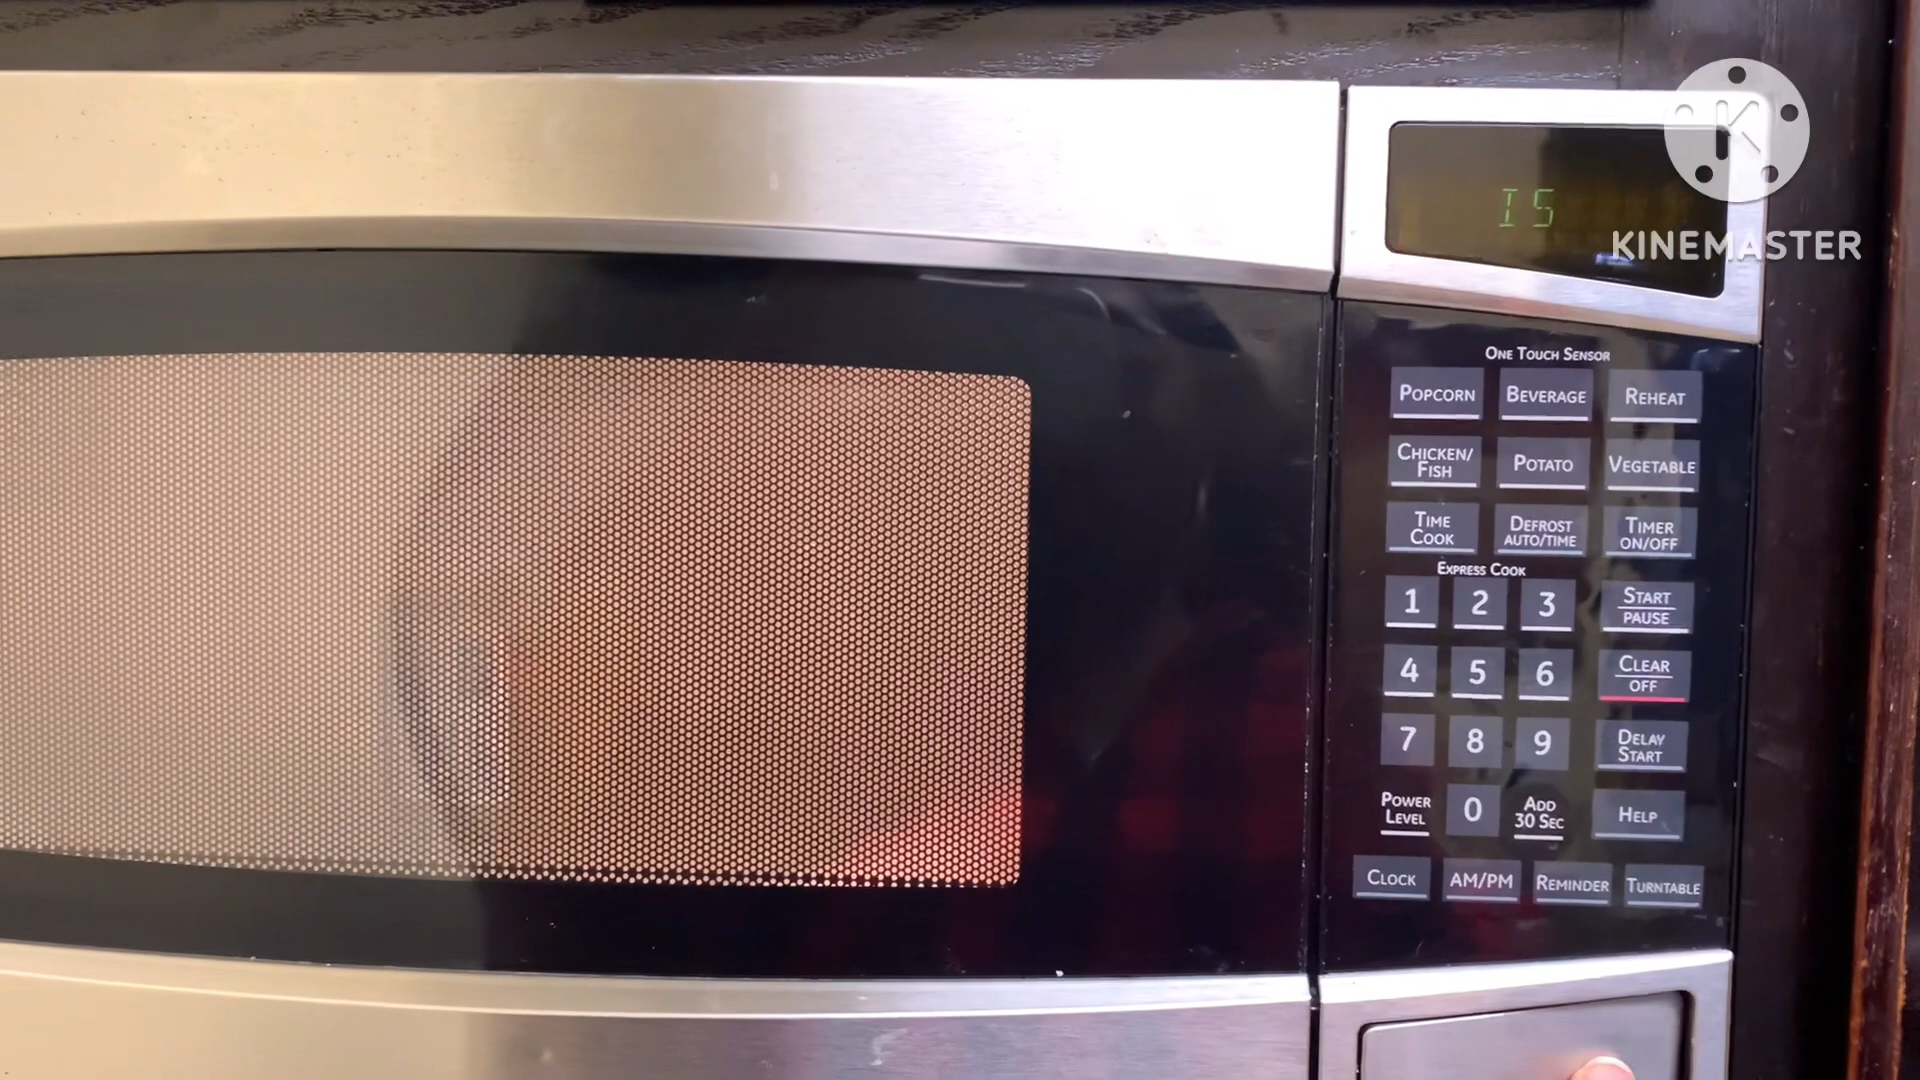 IS
KINEMASTER
ONE TOUCH SENSOR
POPCORN BEVERAGE REHEAT
CHICKEN/
FISH
POTATO
VEGETABLE
TIME
COOK
DEFROST
AUTO/TIME
TIMER
ON/OFF
EXPRESS COOK
1 2 3
START
PAUSE
4 5 6
CLEAR
OFF
7 8 9
DELAY
START
POWER
LEVEL
0
ADD
30 SEC
HELP
CLOCK AM/PM REMINDER TURNTABLE